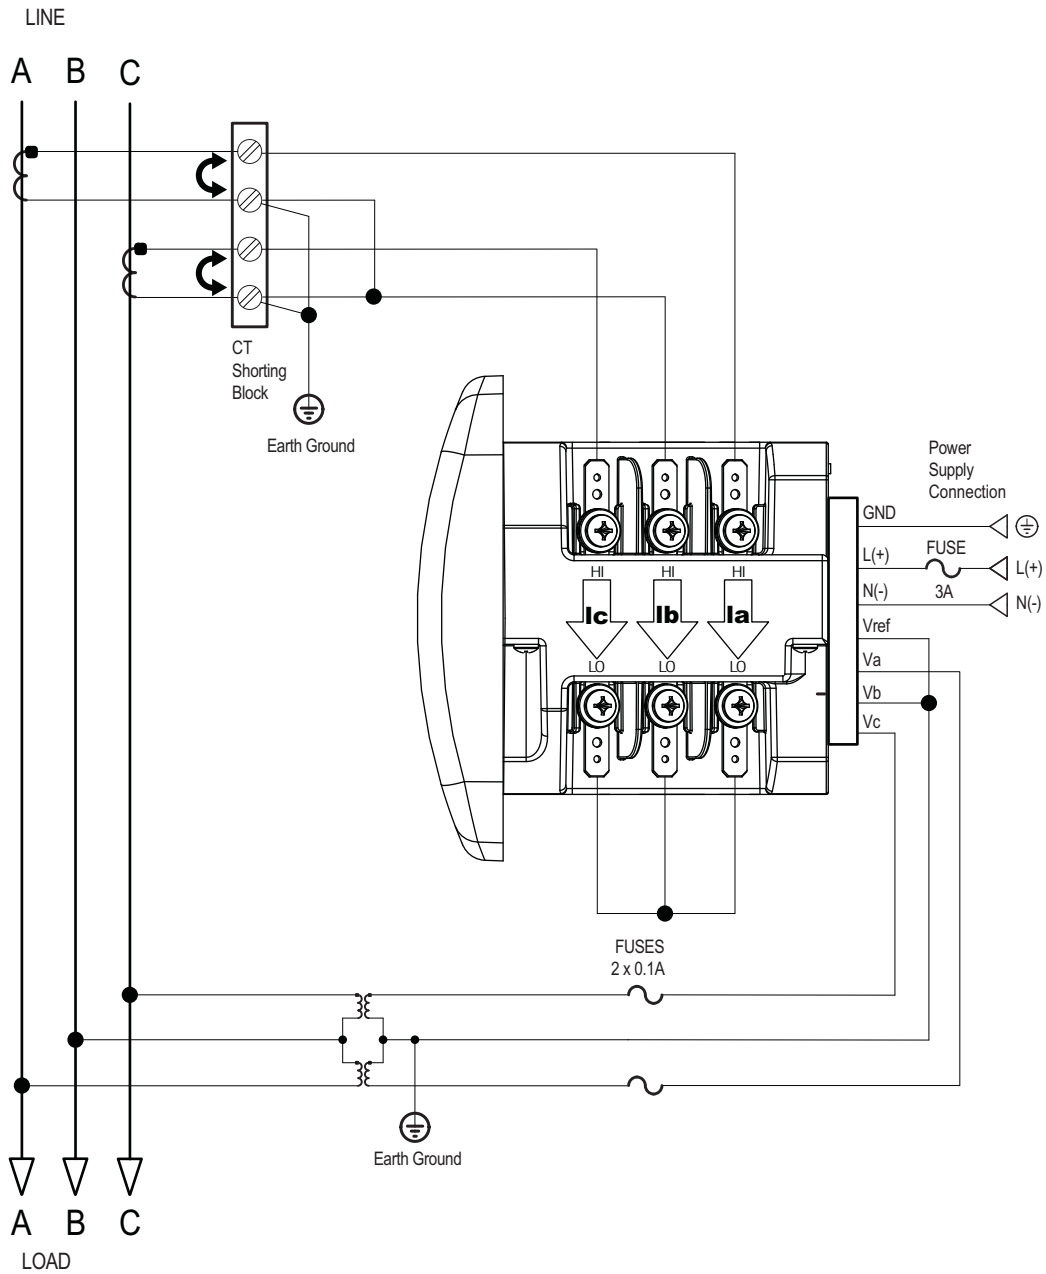 LINE
A B C
CT
Shorting
Block
Earth Ground
Power
Supply
Connection
GND
L(+) FUSE L(+)
N(-) 3A N(-)
Vref
Va
Vb
Vc
HI HI HI
Ic Ib Ia
LO LO LO
FUSES
2 x 0.1A
Earth Ground
A B C
LOAD